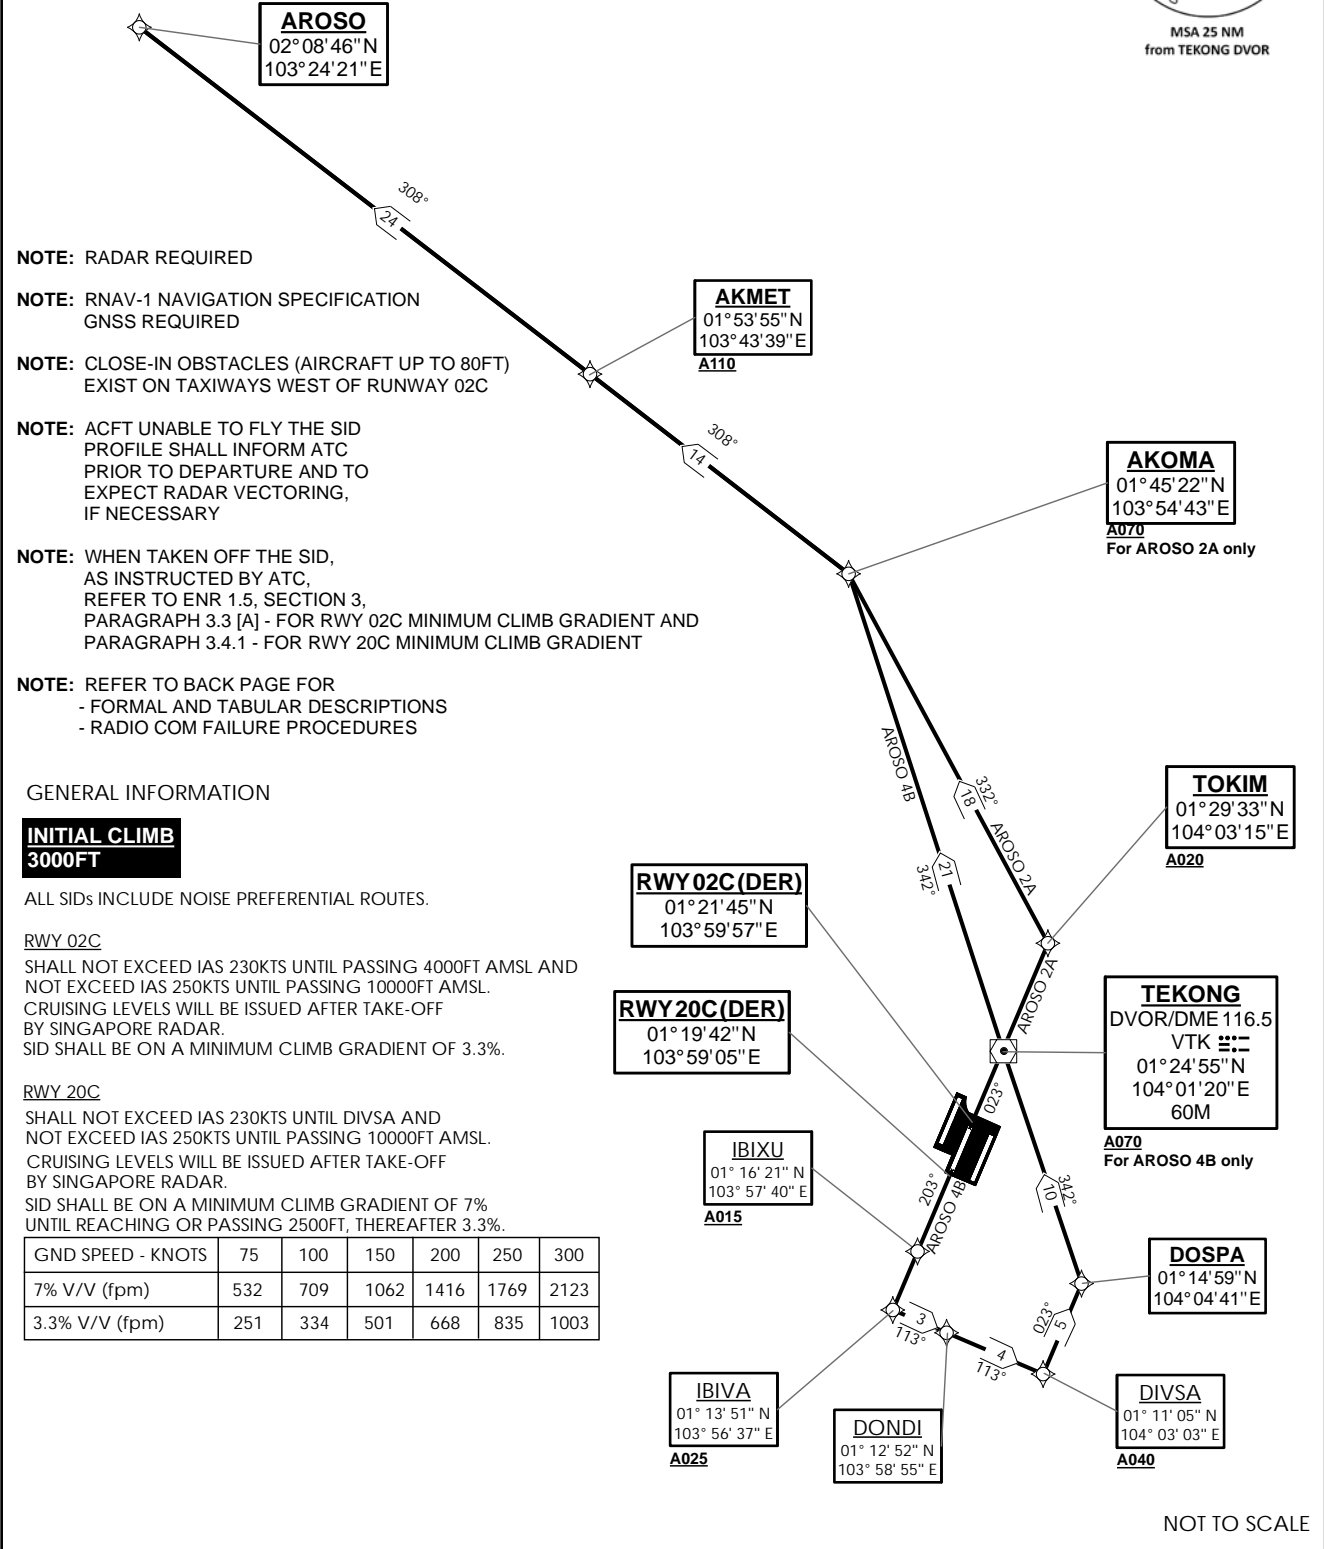 AROSO
02°08'46"N
103°24'21"E
MSA 25 NM
from TEKONG DVOR
308°
24
NOTE: RADAR REQUIRED
NOTE: RNAV-1 NAVIGATION SPECIFICATION
GNSS REQUIRED
NOTE: CLOSE-IN OBSTACLES (AIRCRAFT UP TO 80FT)
EXIST ON TAXIWAYS WEST OF RUNWAY 02C
NOTE: ACFT UNABLE TO FLY THE SID
PROFILE SHALL INFORM ATC
PRIOR TO DEPARTURE AND TO
EXPECT RADAR VECTORING,
IF NECESSARY
NOTE: WHEN TAKEN OFF THE SID,
AS INSTRUCTED BY ATC,
REFER TO ENR 1.5, SECTION 3,
PARAGRAPH 3.3 [A] - FOR RWY 02C MINIMUM CLIMB GRADIENT AND
PARAGRAPH 3.4.1 - FOR RWY 20C MINIMUM CLIMB GRADIENT
NOTE: REFER TO BACK PAGE FOR
- FORMAL AND TABULAR DESCRIPTIONS
- RADIO COM FAILURE PROCEDURES
AKMET
01°53'55"N
103°43'39"E
A110
308°
14
AKOMA
01°45'22"N
103°54'43"E
A070
For AROSO 2A only
AROSO 4B
332°
18
AROSO 2A
TOKIM
01°29'33"N
104°03'15"E
A020
21
342°
GENERAL INFORMATION
INITIAL CLIMB
3000FT
ALL SIDs INCLUDE NOISE PREFERENTIAL ROUTES.
RWY 02C
SHALL NOT EXCEED IAS 230KTS UNTIL PASSING 4000FT AMSL AND
NOT EXCEED IAS 250KTS UNTIL PASSING 10000FT AMSL.
CRUISING LEVELS WILL BE ISSUED AFTER TAKE-OFF
BY SINGAPORE RADAR.
SID SHALL BE ON A MINIMUM CLIMB GRADIENT OF 3.3%.
RWY 20C
SHALL NOT EXCEED IAS 230KTS UNTIL DIVSA AND
NOT EXCEED IAS 250KTS UNTIL PASSING 10000FT AMSL.
CRUISING LEVELS WILL BE ISSUED AFTER TAKE-OFF
BY SINGAPORE RADAR.
SID SHALL BE ON A MINIMUM CLIMB GRADIENT OF 7%
UNTIL REACHING OR PASSING 2500FT, THEREAFTER 3.3%.
GND SPEED - KNOTS 75 100 150 200 250 300
7% V/V (fpm) 532 709 1062 1416 1769 2123
3.3% V/V (fpm) 251 334 501 668 835 1003
RWY 02C(DER)
01°21'45"N
103°59'57"E
RWY 20C(DER)
01°19'42"N
103°59'05"E
AROSO 2A
TEKONG
DVOR/DME 116.5
VTK
01°24'55"N
104°01'20"E
60M
A070
For AROSO 4B only
023°
IBIXU
01° 16' 21" N
103° 57' 40" E
A015
203°
AROSO 4B
342°
10
DOSPA
01°14'59"N
104°04'41"E
023°
5
3
113°
4
113°
IBIVA
01° 13' 51" N
103° 56' 37" E
A025
DONDI
01° 12' 52" N
103° 58' 55" E
DIVSA
01° 11' 05" N
104° 03' 03" E
A040
NOT TO SCALE